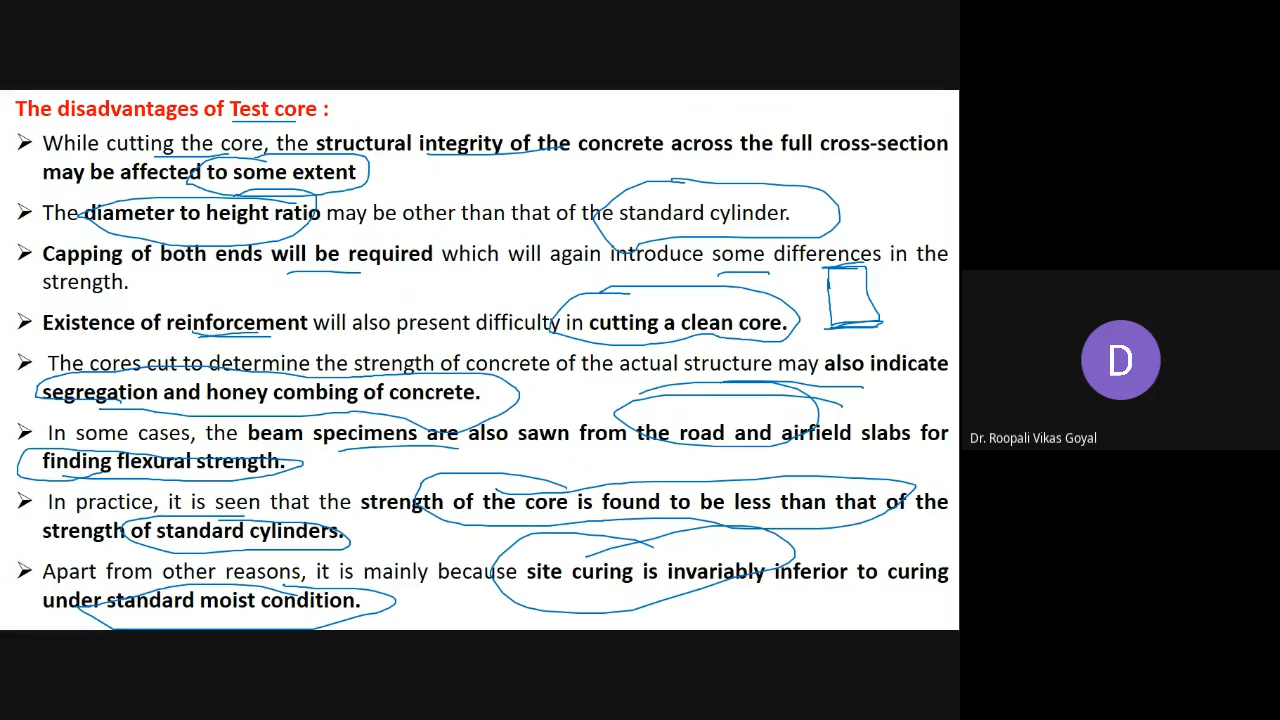 The disadvantages of Test core :
➢ While cutting the core, the structural integrity of the concrete across the full cross-section
may be affected to some extent
➢ The diameter to height ratio may be other than that of the standard cylinder.
➢ Capping of both ends will be required which will again introduce some differences in the
strength.
➢ Existence of reinforcement will also present difficulty in cutting a clean core.
➢ The cores cut to determine the strength of concrete of the actual structure may also indicate
segregation and honey combing of concrete.
➢ In some cases, the beam specimens are also sawn from the road and airfield slabs for
finding flexural strength.
➢ In practice, it is seen that the strength of the core is found to be less than that of the
strength of standard cylinders.
➢ Apart from other reasons, it is mainly because site curing is invariably inferior to curing
under standard moist condition.
D
Dr. Roopali Vikas Goyal